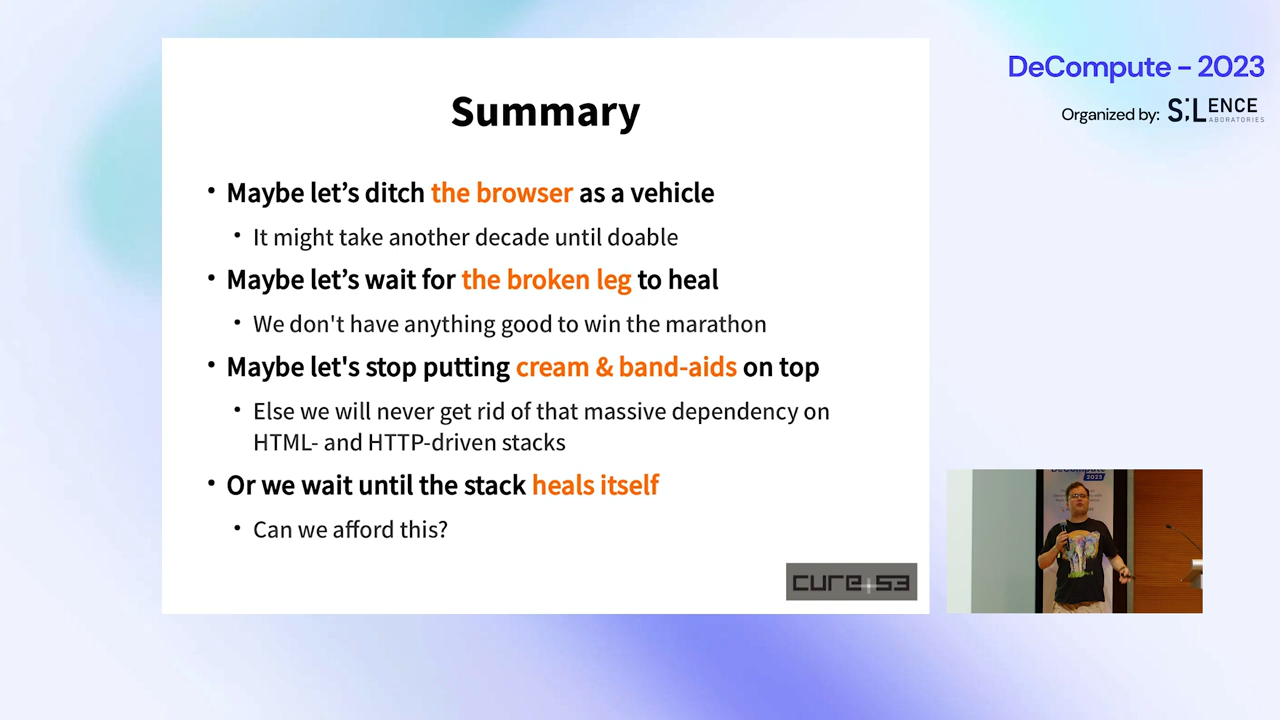 DeCompute - 2023
Organized by: SiLENCE
LABORATORIES
Summary
• Maybe let’s ditch the browser as a vehicle
• It might take another decade until doable
• Maybe let’s wait for the broken leg to heal
• We don't have anything good to win the marathon
• Maybe let's stop putting cream & band-aids on top
• Else we will never get rid of that massive dependency on
HTML- and HTTP-driven stacks
• Or we wait until the stack heals itself
• Can we afford this?
cure+53
DeCompute
2023